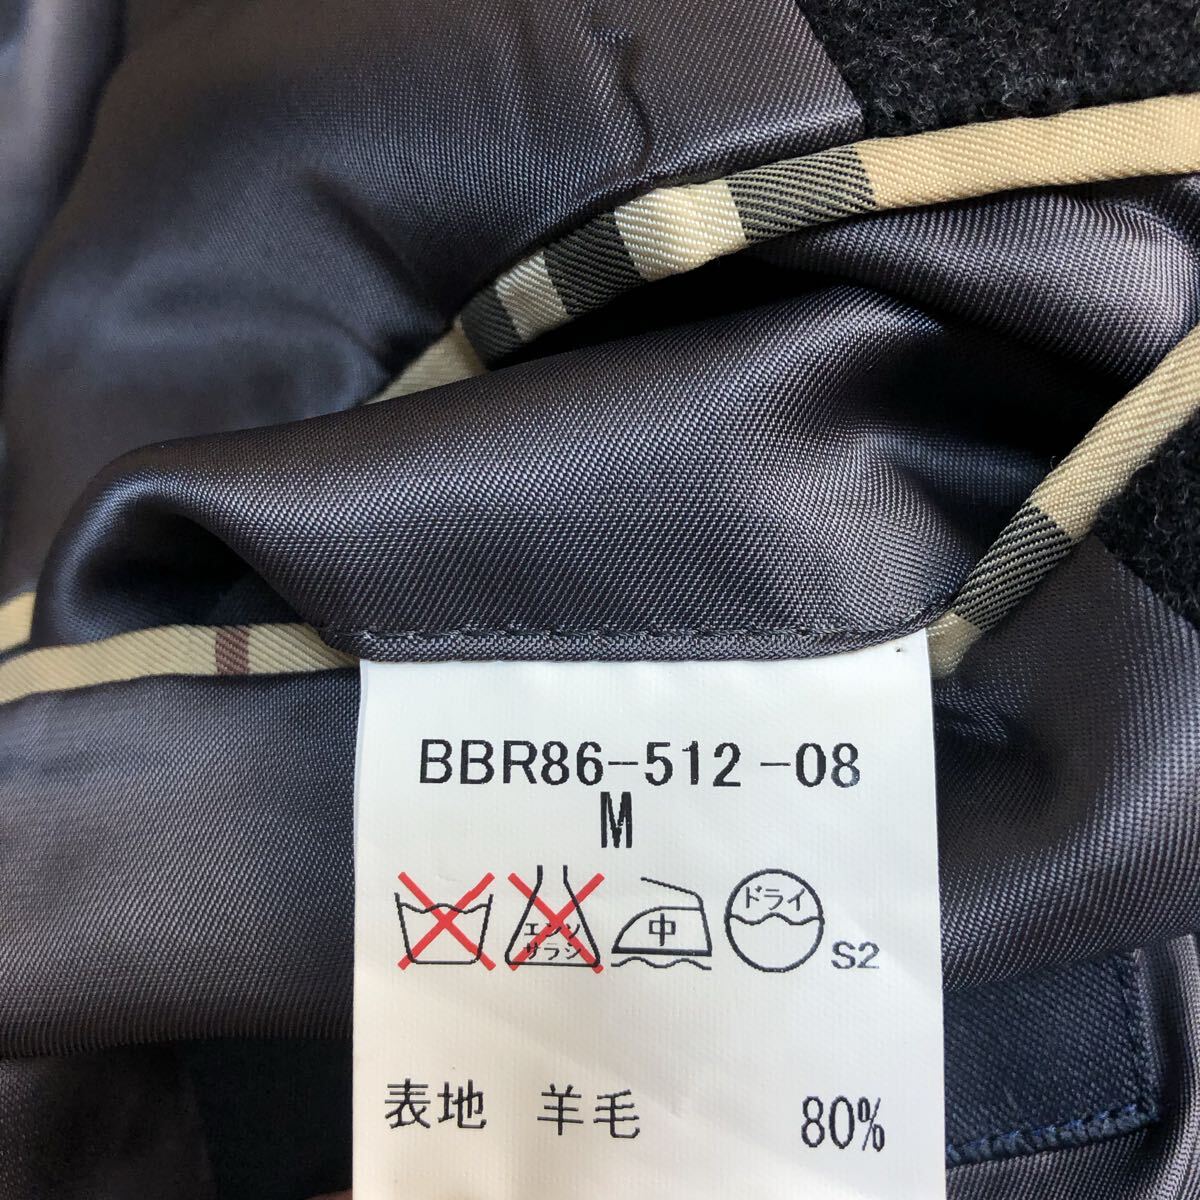 BBR86-512-08
M
エンソ
サラシ
中
ドライ
S2
表地 羊毛 80%